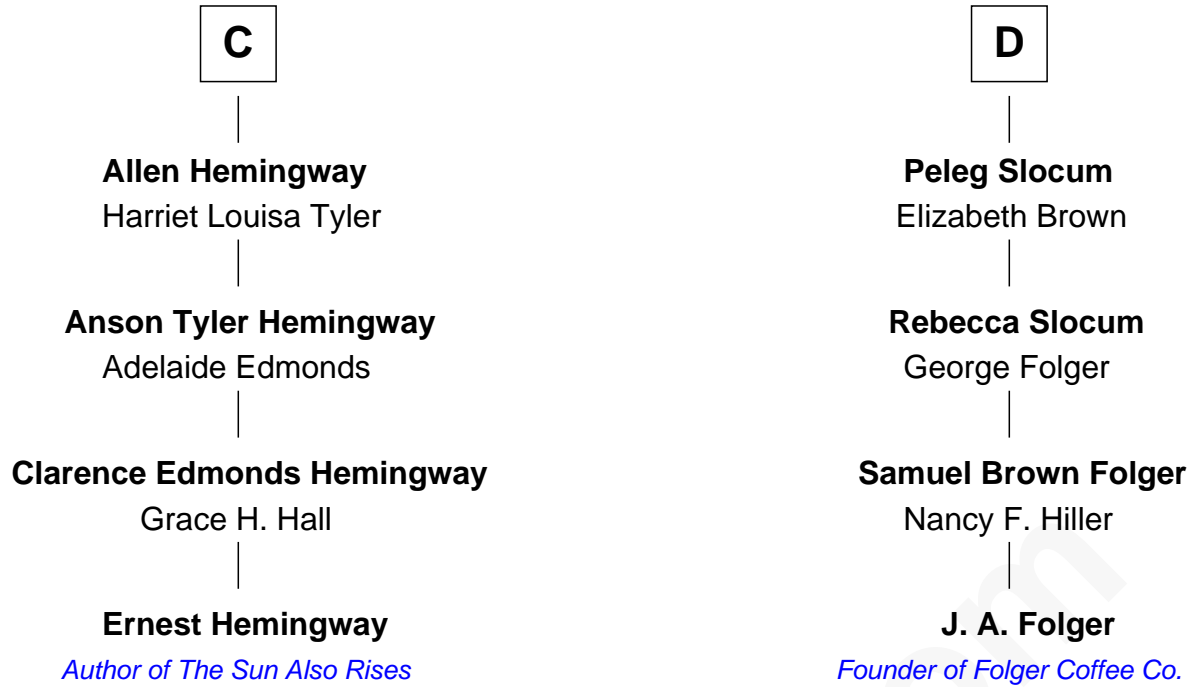 C
Allen Hemingway
Harriet Louisa Tyler
Anson Tyler Hemingway
Adelaide Edmonds
Clarence Edmonds Hemingway
Grace H. Hall
Ernest Hemingway
Author of The Sun Also Rises
D
Peleg Slocum
Elizabeth Brown
Rebecca Slocum
George Folger
Samuel Brown Folger
Nancy F. Hiller
J. A. Folger
Founder of Folger Coffee Co.